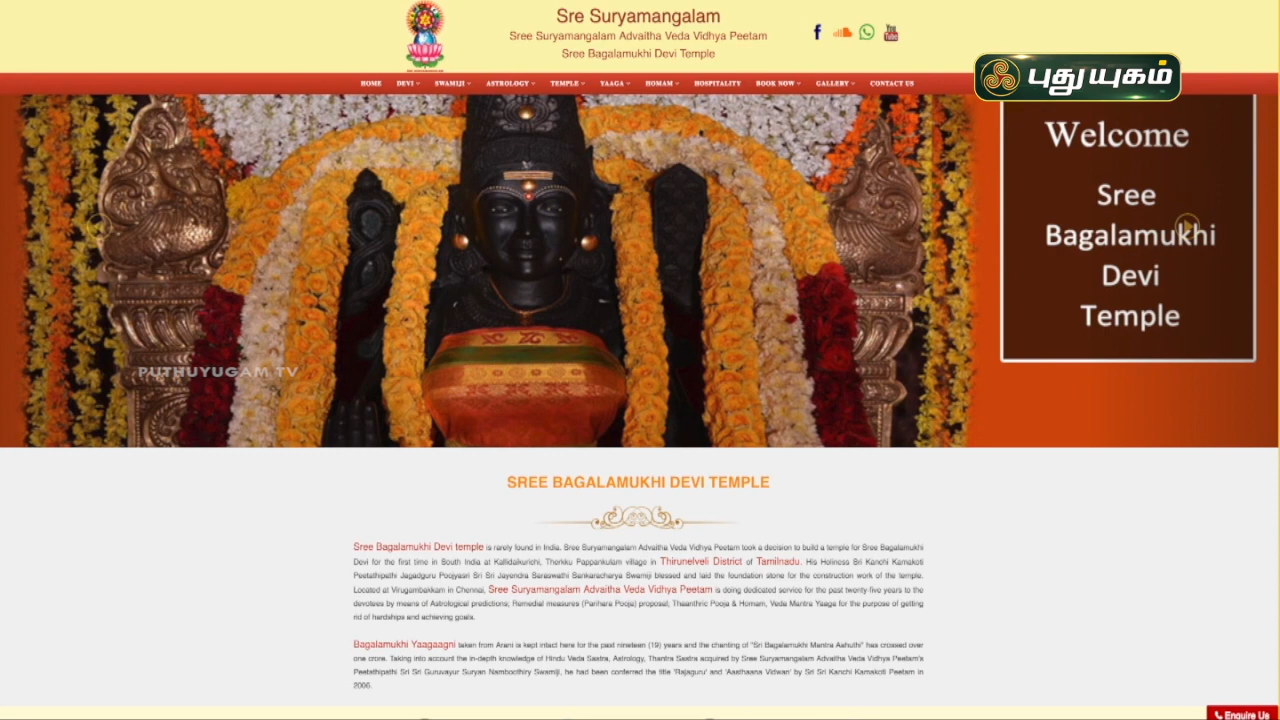 Sre Suryamangalam
Sree Suryamangalam Advaitha Veda Vidhya Peetam
Sree Bagalamukhi Devi Temple
You
Tube
HOME DEVI SWAMIJI ASTROLOGY TEMPLE YAAGA HOMAM HOSPITALITY BOOK NOW GALLERY CONTACT US
புதுயுகம்
Welcome
Sree
Bagalamukhi
Devi
Temple
PUTHUYUGAM TV
SREE BAGALAMUKHI DEVI TEMPLE
Sree Bagalamukhi Devi temple is rarely found in India. Sree Suryamangalam Advaitha Veda Vidhya Peetam took a decision to build a temple for Sree Bagalamukhi
Devi for the first time in South India at Kallidaikurichi, Therkku Pappankulam village in Thirunelveli District of Tamilnadu. His Holiness Sri Kanchi Kamakoti
Peetathipathi Jagadguru Poojyasri Sri Sri Jayendra Saraswathi Sankaracharya Swamiji blessed and laid the foundation stone for the construction work of the temple.
Located at Virugambakkam in Chennai, Sree Suryamangalam Advaitha Veda Vidhya Peetam is doing dedicated service for the past twenty-five years to the
devotees by means of Astrological predictions; Remedial measures (Parihara Pooja) proposal; Thaanthric Pooja & Homam, Veda Mantra Yaaga for the purpose of getting
rid of hardships and achieving goals.
Bagalamukhi Yaagaagni taken from Arani is kept intact here for the past nineteen (19) years and the chanting of "Sri Bagalamukhi Mantra Aahuthi" has crossed over
one crore. Taking into account the in-depth knowledge of Hindu Veda Sastra, Astrology, Thantra Sastra acquired by Sree Suryamangalam Advaitha Veda Vidhya Peetam's
Peetathipathi Sri Sri Guruvayur Suryan Namboothiry Swamiji, he had been conferred the title 'Rajaguru' and 'Aasthaana Vidwan' by Sri Sri Kanchi Kamakoti Peetam in
2006.
Enquire Us